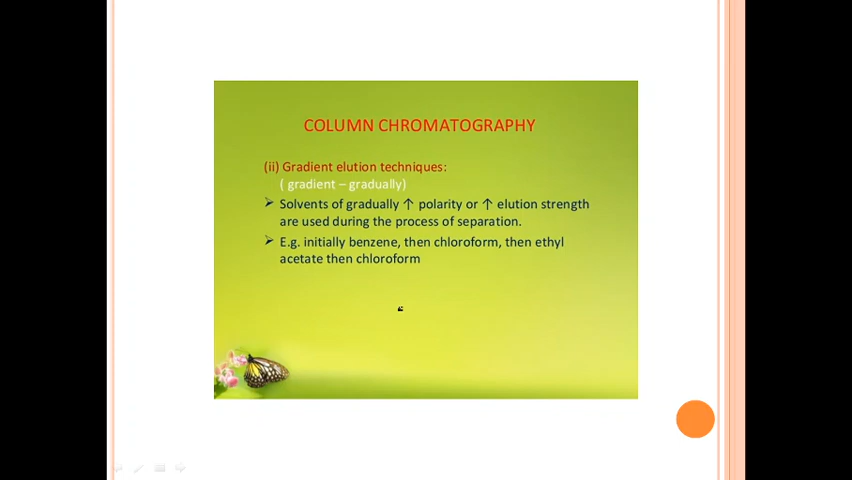 COLUMN CHROMATOGRAPHY
(ii) Gradient elution techniques:
( gradient – gradually)
➢ Solvents of gradually ↑ polarity or ↑ elution strength
are used during the process of separation.
➢ E.g. initially benzene, then chloroform, then ethyl
acetate then chloroform